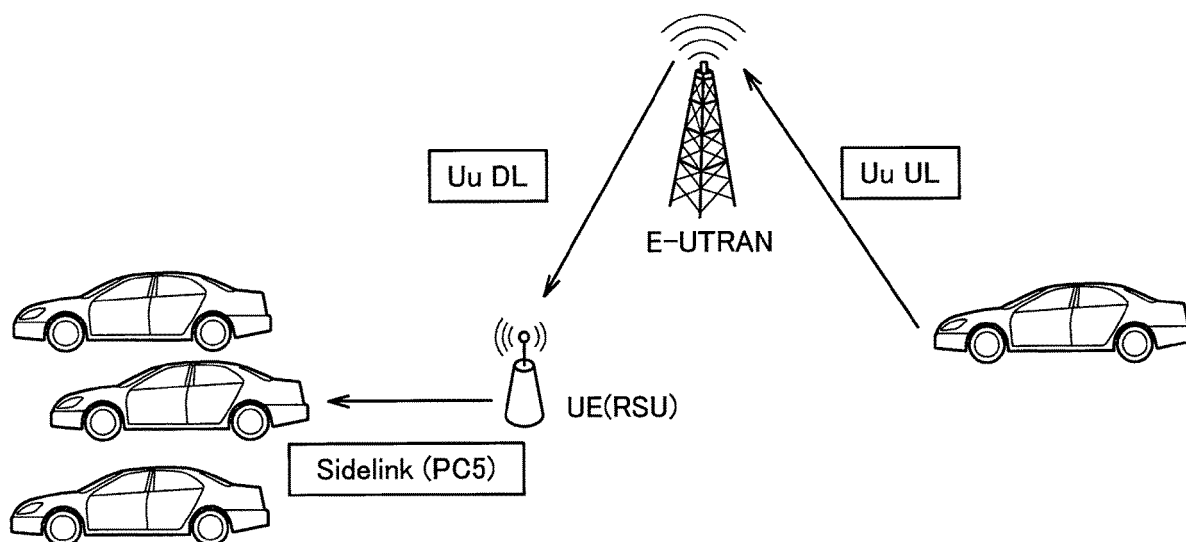 Uu DL
Uu UL
E-UTRAN
UE(RSU)
Sidelink (PC5)